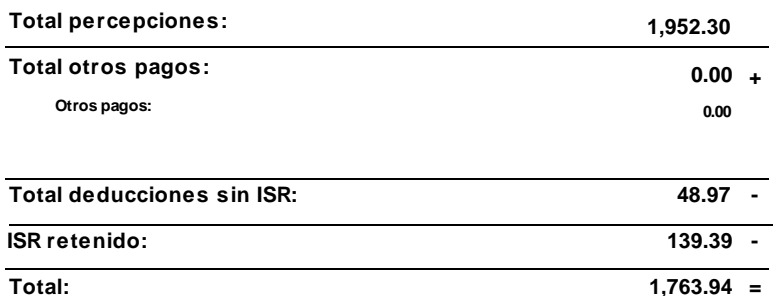 Total percepciones: 1,952.30
Total otros pagos: 0.00 +
Otros pagos: 0.00
Total deducciones sin ISR: 48.97 -
ISR retenido: 139.39 -
Total: 1,763.94 =